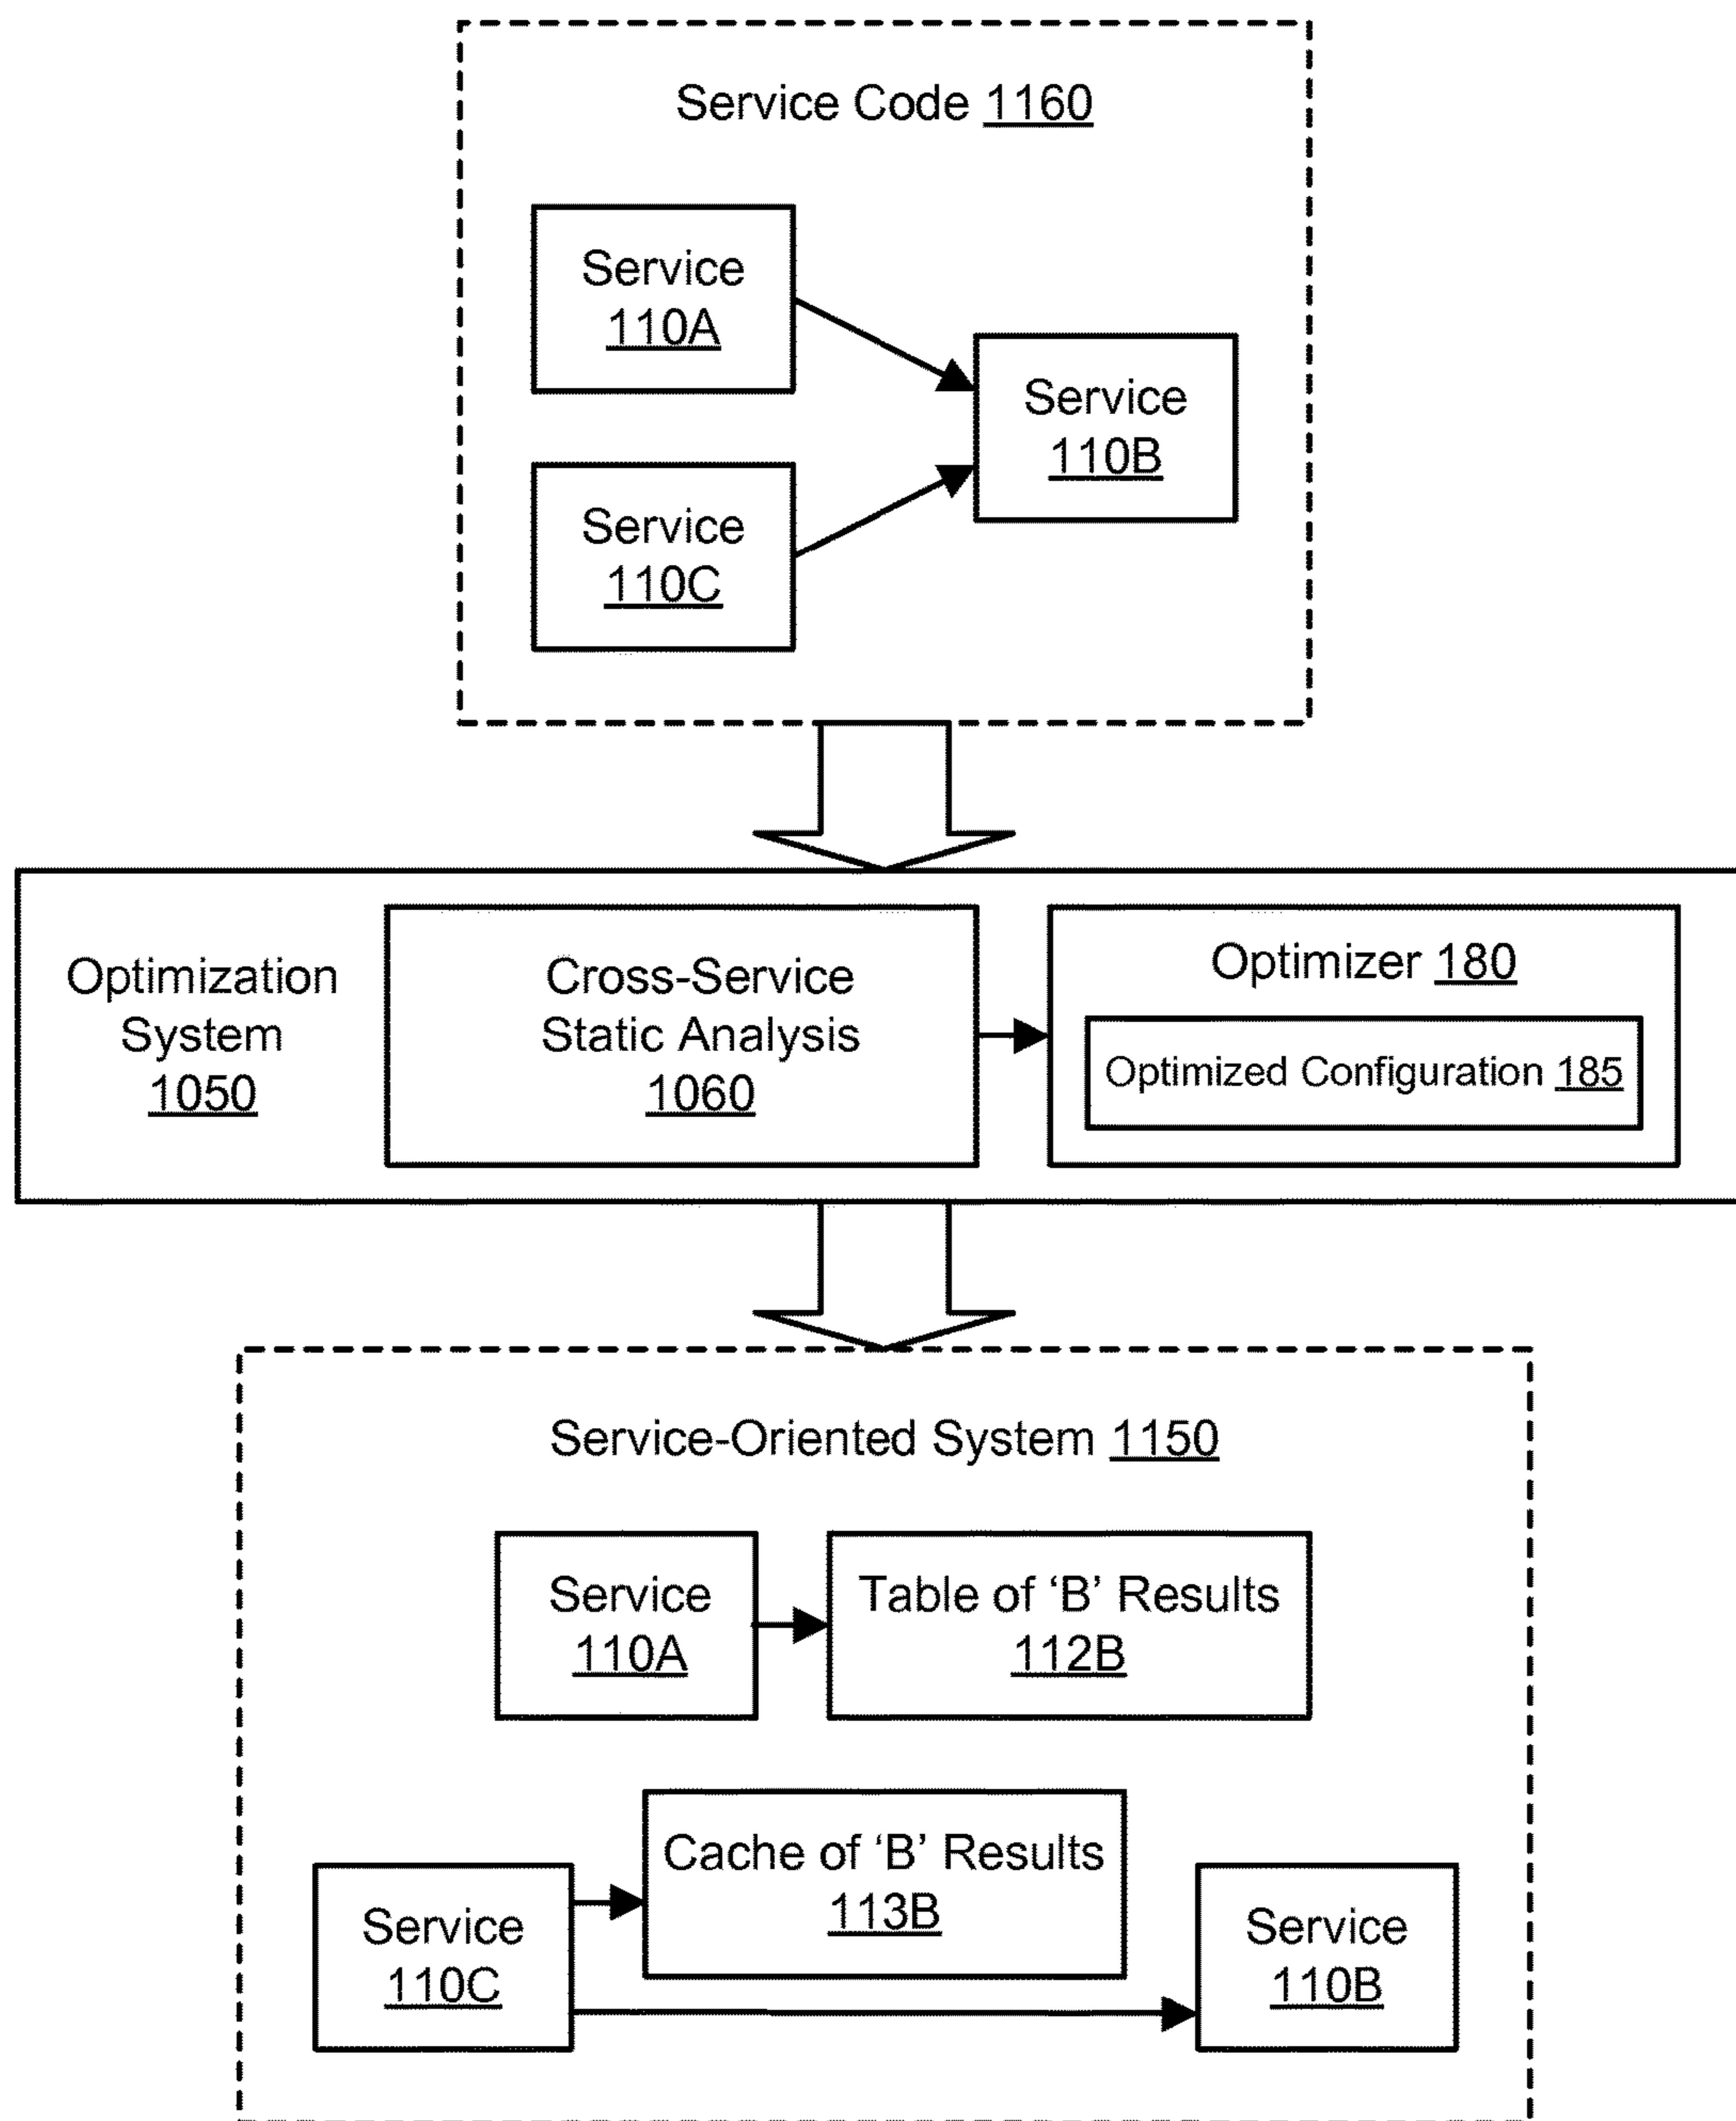 Service Code 1160
Service
110A
Service
110B
Service
110C
Optimization
System
1050
Cross-Service
Static Analysis
1060
Optimizer 180
Optimized Configuration 185
Service-Oriented System 1150
Service
110A
Table of ‘B’ Results
112B
Cache of ‘B’ Results
113B
Service
110C
Service
110B